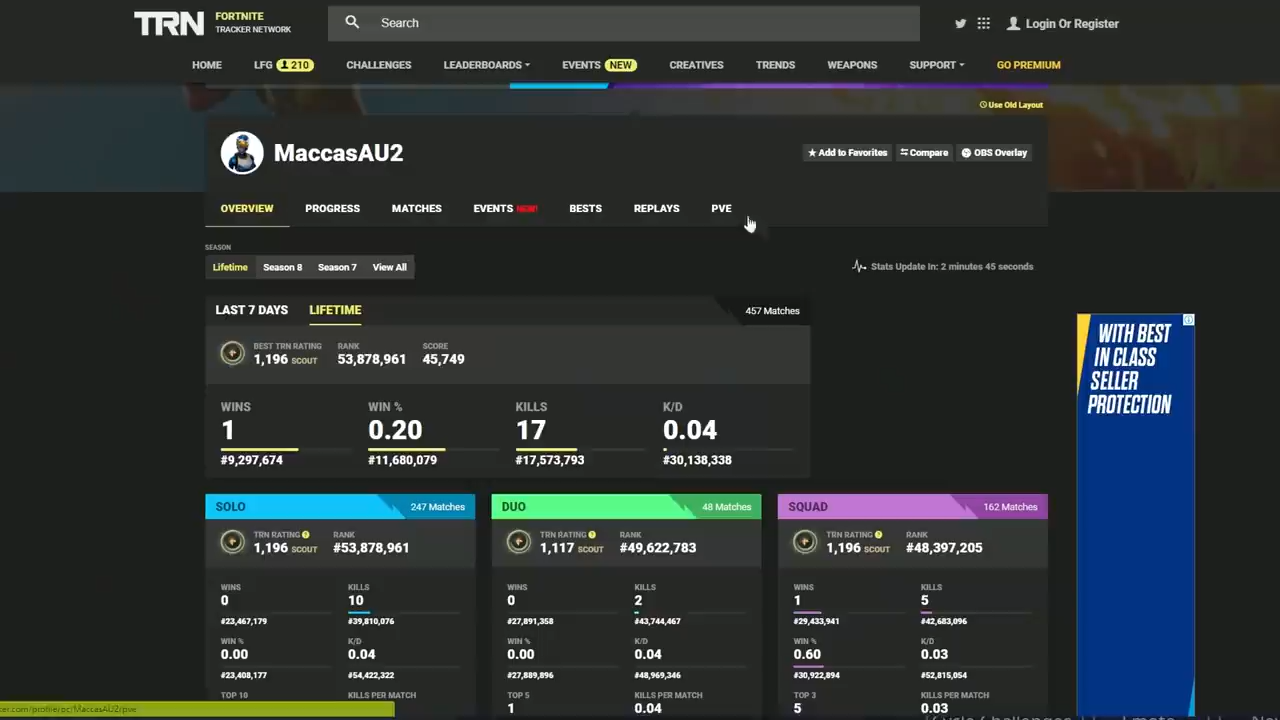 TRN FORTNITE TRACKER NETWORK
Search
Login Or Register
HOME LFG 210 CHALLENGES LEADERBOARDS EVENTS NEW CREATIVES TRENDS WEAPONS SUPPORT GO PREMIUM
Use Old Layout
MaccasAU2
Add to Favorites Compare OBS Overlay
OVERVIEW PROGRESS MATCHES EVENTS NEW! BESTS REPLAYS PVE
SEASON
Lifetime Season 8 Season 7 View All
Stats Update In: 2 minutes 45 seconds
LAST 7 DAYS LIFETIME 457 Matches
BEST TRN RATING RANK SCORE
1,196 SCOUT 53,878,961 45,749
WINS WIN % KILLS K/D
1 0.20 17 0.04
#9,297,674 #11,680,079 #17,573,793 #30,138,338
WITH BEST
IN CLASS
SELLER
PROTECTION
SOLO 247 Matches DUO 48 Matches SQUAD 162 Matches
TRN RATING ? RANK TRN RATING ? RANK TRN RATING ? RANK
1,196 SCOUT #53,878,961 1,117 SCOUT #49,622,783 1,196 SCOUT #48,397,205
WINS KILLS WINS KILLS WINS KILLS
0 10 0 2 1 5
#23,467,179 #39,810,076 #27,891,358 #43,744,467 #29,433,941 #42,683,096
WIN % K/D WIN % K/D WIN % K/D
0.00 0.04 0.00 0.04 0.60 0.03
#23,408,177 #54,422,322 #27,889,896 #48,969,346 #30,922,894 #52,815,054
TOP 10 KILLS PER MATCH TOP 5 KILLS PER MATCH TOP 3 KILLS PER MATCH
1 0.04 5 0.03
ter.com/profile/pc/MaccasAU2/pve